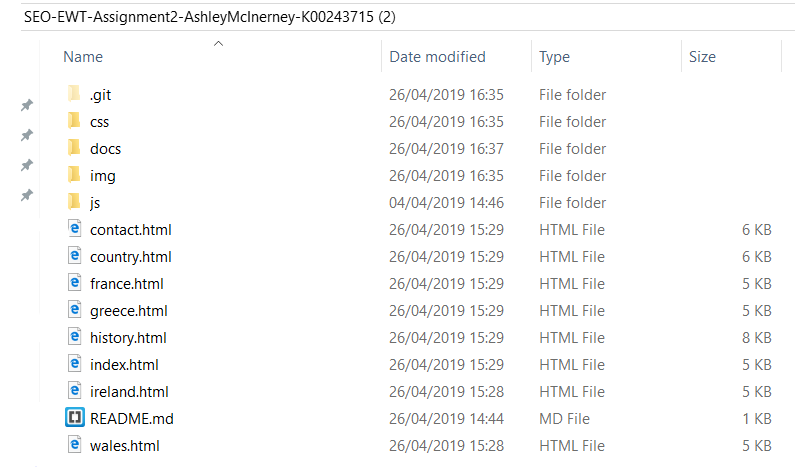 SEO-EWT-Assignment2-AshleyMcInerney-K00243715 (2)
Name Date modified Type Size
.git 26/04/2019 16:35 File folder
css 26/04/2019 16:35 File folder
docs 26/04/2019 16:37 File folder
img 26/04/2019 16:35 File folder
js 04/04/2019 14:46 File folder
contact.html 26/04/2019 15:29 HTML File 6 KB
country.html 26/04/2019 15:29 HTML File 6 KB
france.html 26/04/2019 15:29 HTML File 5 KB
greece.html 26/04/2019 15:29 HTML File 5 KB
history.html 26/04/2019 15:29 HTML File 8 KB
index.html 26/04/2019 15:29 HTML File 5 KB
ireland.html 26/04/2019 15:28 HTML File 5 KB
README.md 26/04/2019 14:44 MD File 1 KB
wales.html 26/04/2019 15:28 HTML File 5 KB